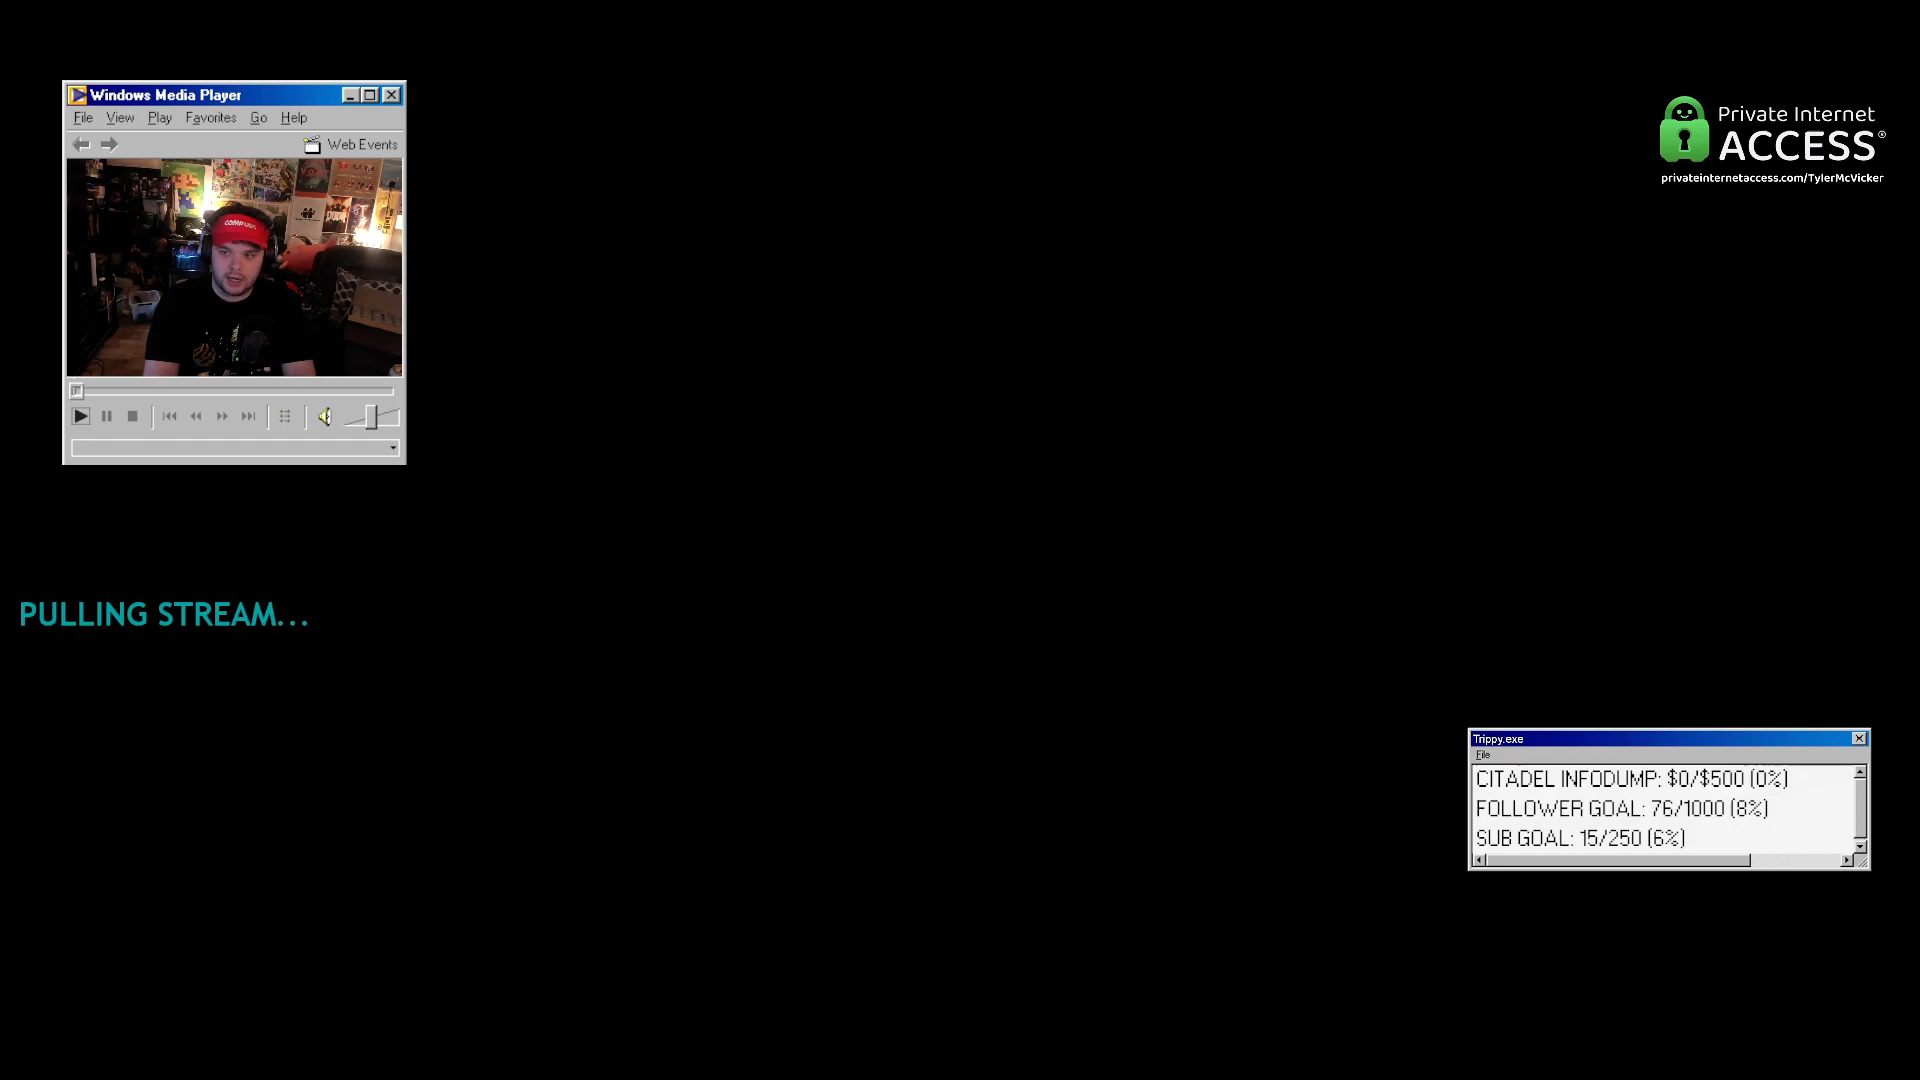 Windows Media Player
File View Play Favorites Go Help
Web Events
COMPUSA
Private Internet
ACCESS®
privateinternetaccess.com/TylerMcVicker
PULLING STREAM...
Trippy.exe
File
CITADEL INFODUMP: $0/$500 (0%)
FOLLOWER GOAL: 76/1000 (8%)
SUB GOAL: 15/250 (6%)